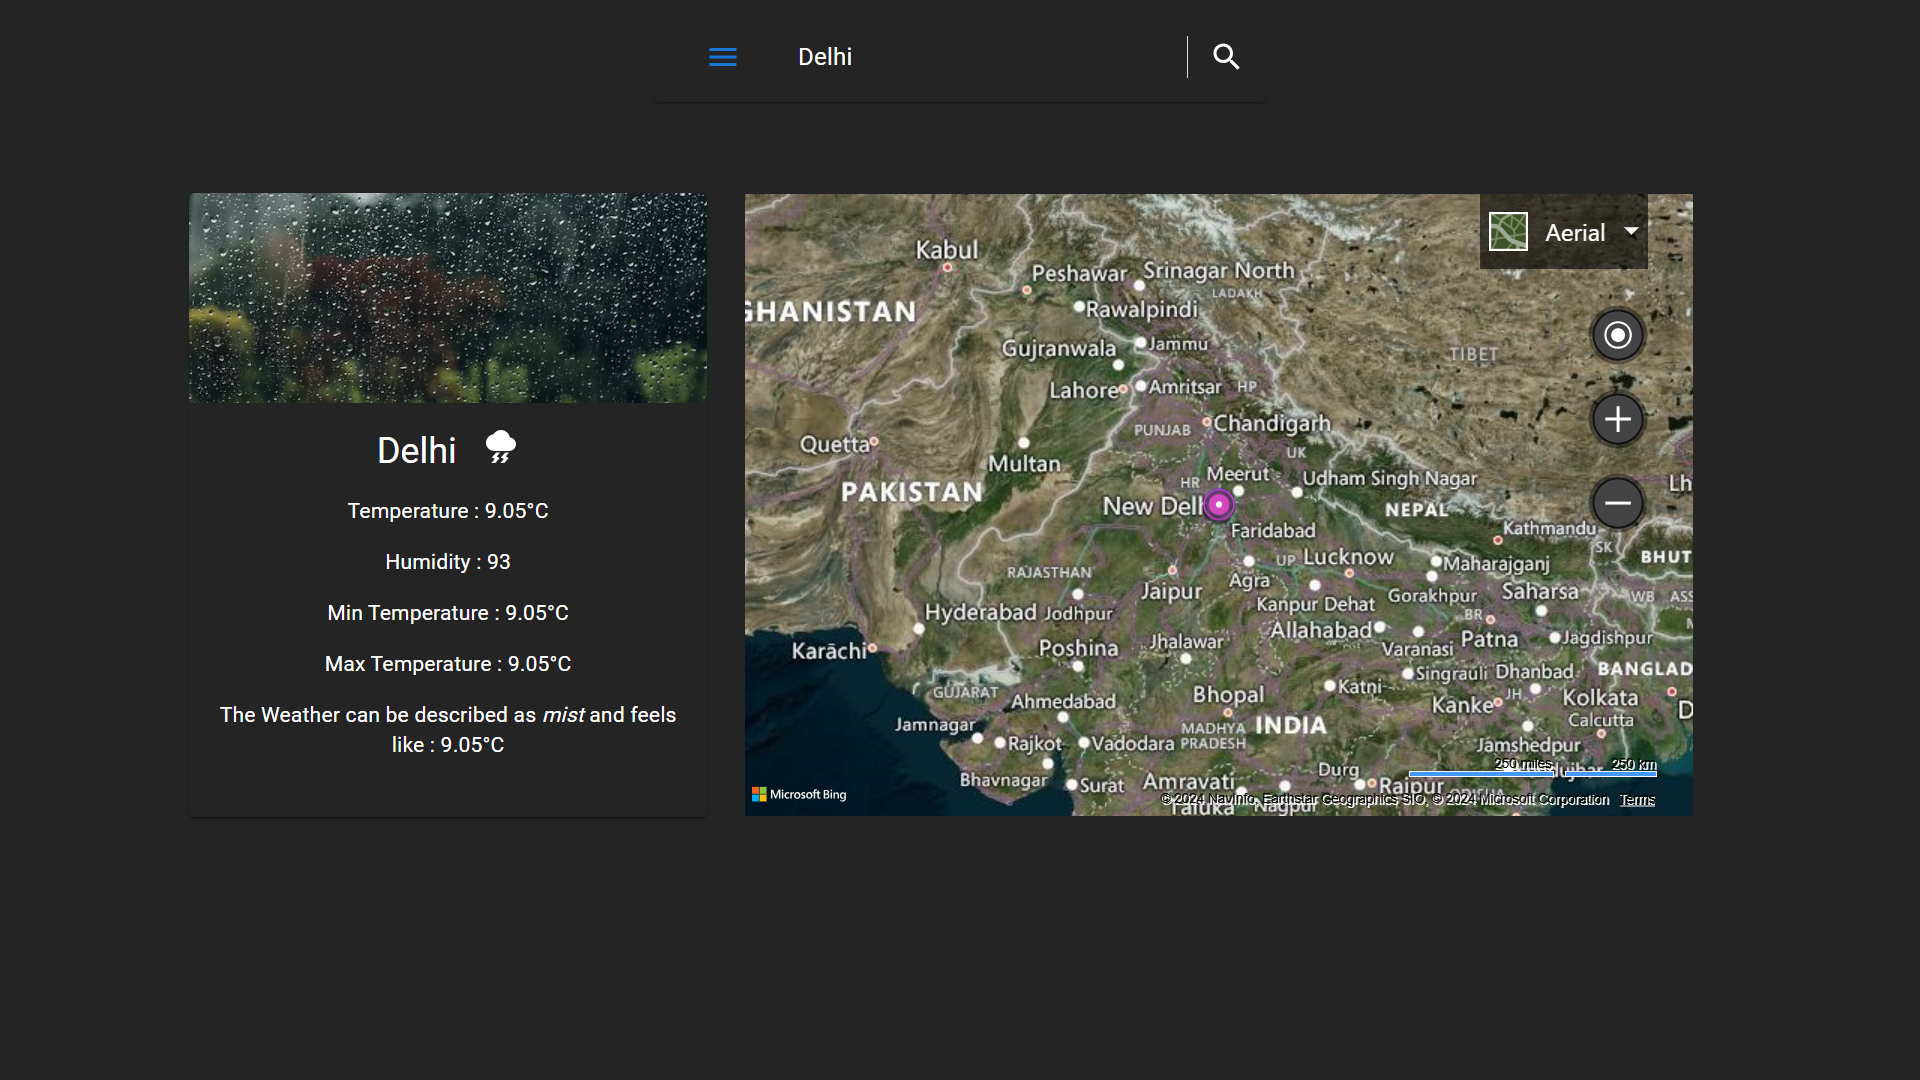 Delhi
Delhi
Temperature : 9.05°C
Humidity : 93
Min Temperature : 9.05°C
Max Temperature : 9.05°C
The Weather can be described as mist and feels
like : 9.05°C
Aerial
Kabul
Peshawar
Srinagar North
LADAKH
Rawalpindi
GHANISTAN
Gujranwala
Jammu
TIBET
Lahore
Amritsar
HP
Chandigarh
PUNJAB
Quetta
UK
Multan
Meerut
Udham Singh Nagar
HR
Lh
PAKISTAN
New Delh
NEPAL
Faridabad
Kathmandu
SK
BHUT
Lucknow
UP
Maharajganj
RAJASTHAN
Agra
Jaipur
Gorakhpur
Saharsa
WB
ASS
Kanpur Dehat
Hyderabad
Jodhpur
BR
Allahabad
Patna
Jagdishpur
Karāchi
Poshina
Jhalawar
Varanasi
Singrauli
Dhanbad
BANGLAD
GUJARAT
Katni
JH
Bhopal
Ahmedabad
Kanke
Kolkata
Calcutta
D
Jamnagar
MADHYA
PRADESH
INDIA
Rajkot
Vadodara
Jamshedpur
250 miles
250 km
Bhavnagar
Surat
Amravati
Taluka
Durg
Raipur
ODISHA
Nagpur
Microsoft Bing
© 2024 NavInfo, Earthstar Geographics SIO, © 2024 Microsoft Corporation Terms